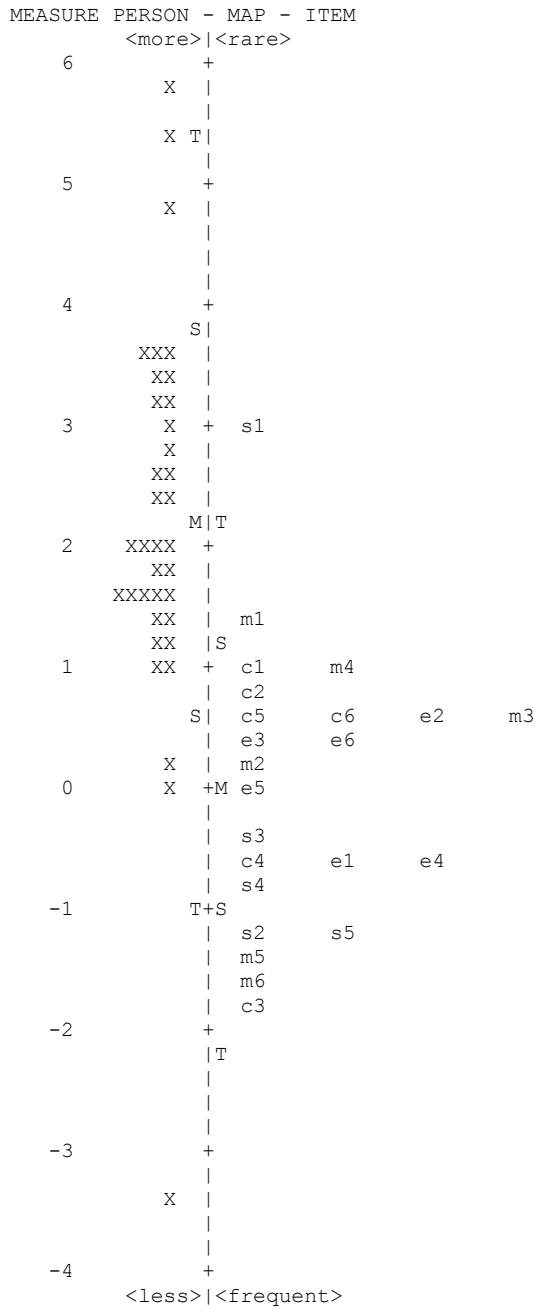 MEASURE PERSON - MAP - ITEM
<more>|<rare>
6 +
X |
|
X T|
|
5 +
X |
|
|
|
4 +
S|
XXX |
XX |
XX |
3 X + s1
X |
XX |
XX |
M|T
2 XXXX +
XX |
XXXXX |
XX | m1
XX |S
1 XX + c1 m4
| c2
S| c5 c6 e2 m3
| e3 e6
X | m2
0 X +M e5
|
| s3
| c4 e1 e4
| s4
-1 T+S
| s2 s5
| m5
| m6
| c3
-2 +
|T
|
|
|
-3 +
|
X |
|
|
-4 +
<less>|<frequent>